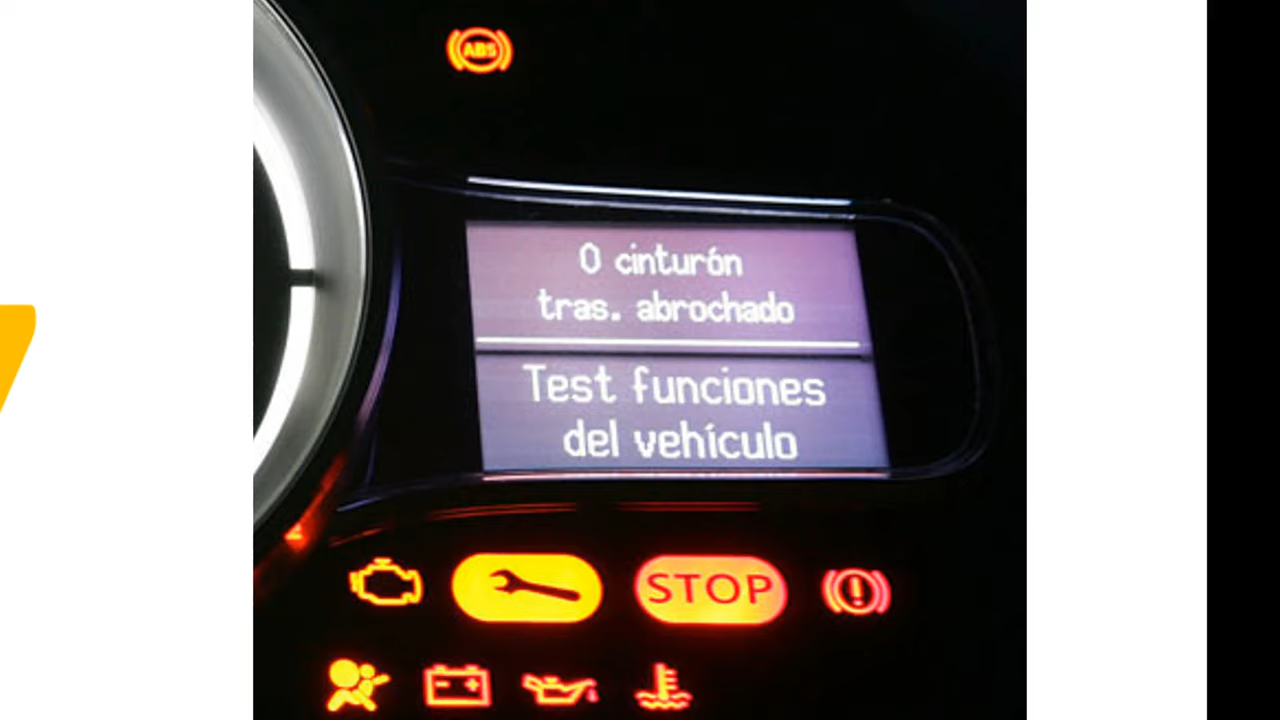 ABS
0 cinturón
tras. abrochado
Test funciones
del vehículo
STOP